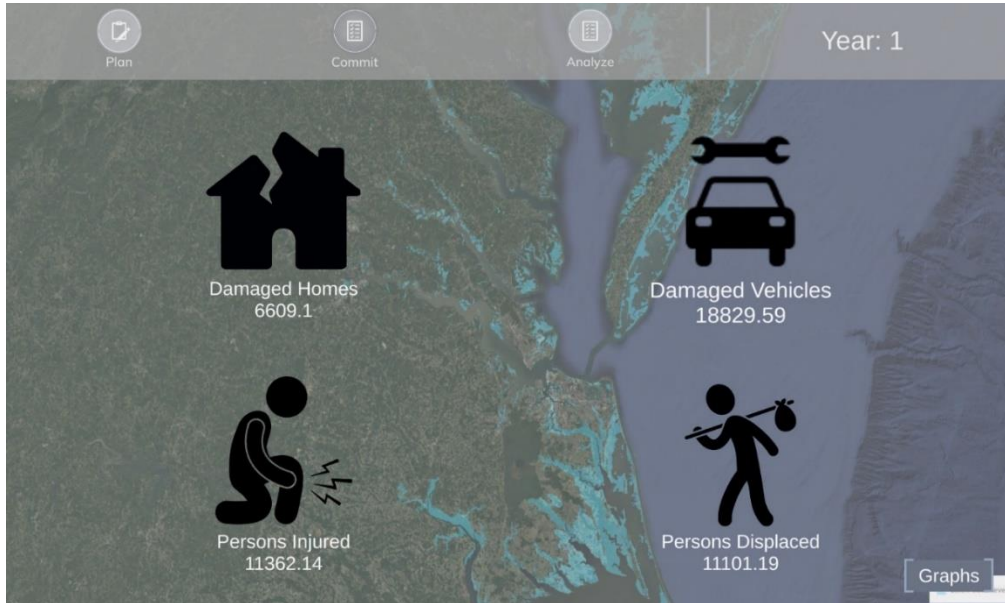 Plan
Commit
Analyze
Year: 1
Damaged Homes
6609.1
Damaged Vehicles
18829.59
Persons Injured
11362.14
Persons Displaced
11101.19
Graphs